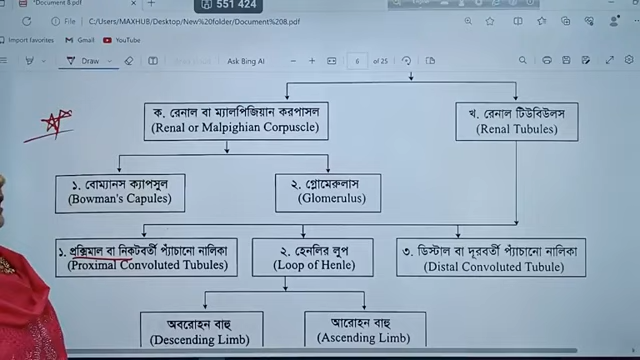 Document 8.pdf
551 424
File
C:/Users/MAXHUB/Desktop/New%20folder/Document%208.pdf
Import favorites
Gmail
YouTube
Draw
Ask Bing AI
6
of 25
ক. রেনাল বা ম্যালপিজিয়ান করপাসল
(Renal or Malpighian Corpuscle)
খ. রেনাল টিউবিউলস
(Renal Tubules)
১. বোম্যানস ক্যাপসুল
(Bowman's Capules)
২. গ্লোমেরুলাস
(Glomerulus)
১. প্রক্সিমাল বা নিকটবর্তী প্যাঁচানো নালিকা
(Proximal Convoluted Tubules)
২. হেনলির লুপ
(Loop of Henle)
৩. ডিস্টাল বা দূরবর্তী প্যাঁচানো নালিকা
(Distal Convoluted Tubule)
অবরোহন বাহু
(Descending Limb)
আরোহন বাহু
(Ascending Limb)